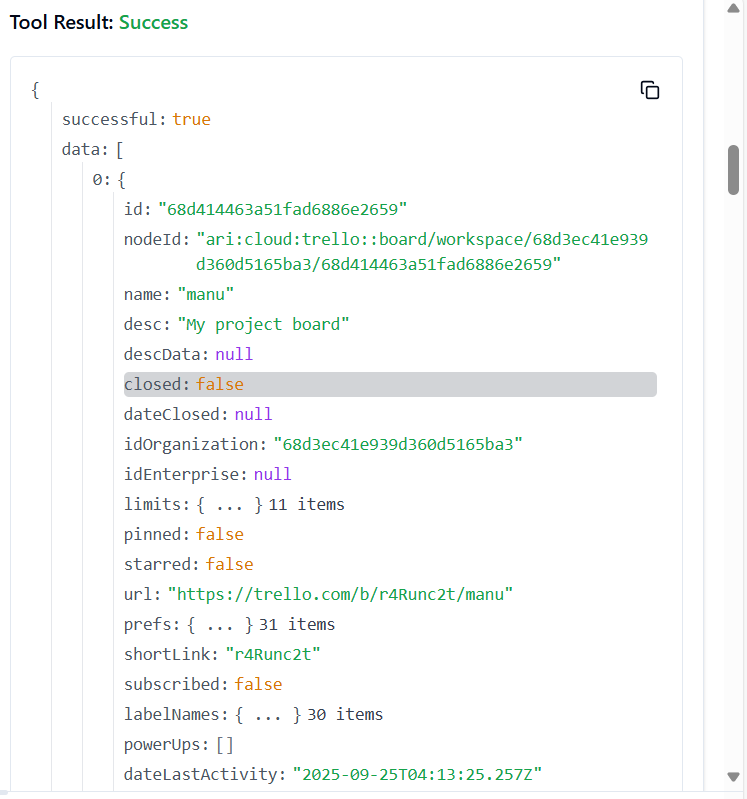 Tool Result: Success
{
successful: true
data: [
0: {
id: "68d414463a51fad6886e2659"
nodeId: "ari:cloud:trello::board/workspace/68d3ec41e939
d360d5165ba3/68d414463a51fad6886e2659"
name: "manu"
desc: "My project board"
descData: null
closed: false
dateClosed: null
idOrganization: "68d3ec41e939d360d5165ba3"
idEnterprise: null
limits: { ... } 11 items
pinned: false
starred: false
url: "https://trello.com/b/r4Runc2t/manu"
prefs: { ... } 31 items
shortLink: "r4Runc2t"
subscribed: false
labelNames: { ... } 30 items
powerUps: []
dateLastActivity: "2025-09-25T04:13:25.257Z"